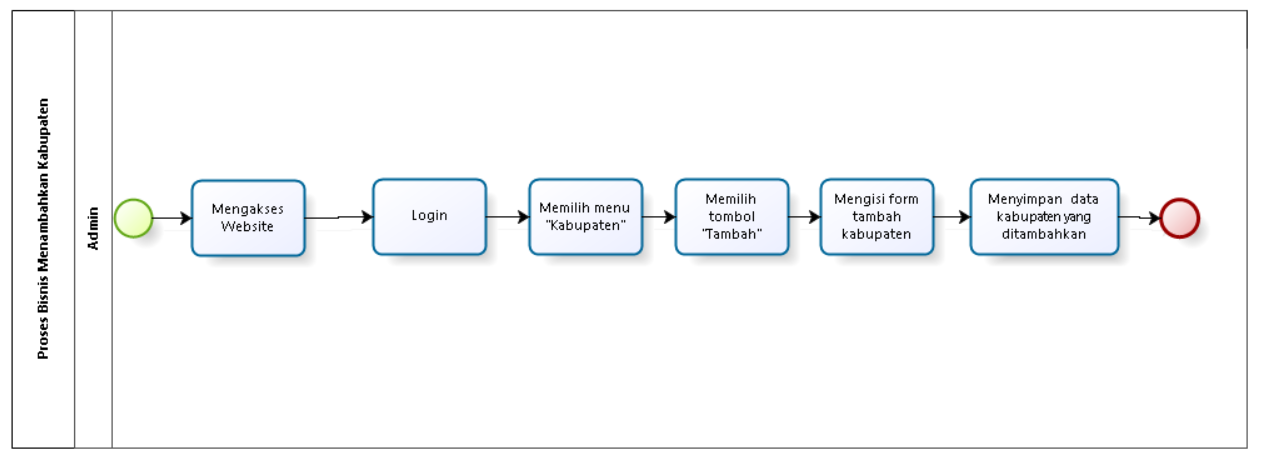 Proses Bisnis Menambahkan Kabupaten
Admin
Mengakses
Website
Login
Memilih menu
"Kabupaten"
Memilih
tombol
"Tambah"
Mengisi form
tambah
kabupaten
Menyimpan data
kabupaten yang
ditambahkan